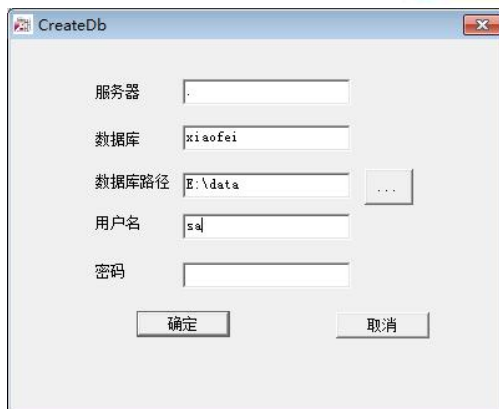 CreateDb
服务器 .
数据库 xiaofei
数据库路径 E:\data ...
用户名 sa
密码
确定 取消